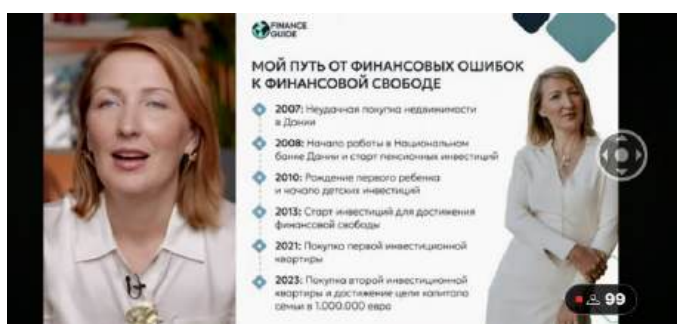 FINANCE
GUIDE
МОЙ ПУТЬ ОТ ФИНАНСОВЫХ ОШИБОК
К ФИНАНСОВОЙ СВОБОДЕ
2007: Неудачная покупка недвижимости
в Дании
2008: Начало работы в Национальном
банке Дании и старт пенсионных инвестиций
2010: Рождение первого ребенка
и начало детских инвестиций
2013: Старт инвестиций для достижения
финансовой свободы
2021: Покупка первой инвестиционной
квартиры
2023: Покупка второй инвестиционной
квартиры и достижение цели капитала
семьи в 1.000.000 евро
99